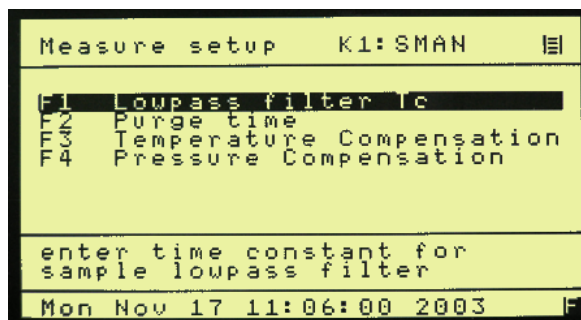 Measure setup K1:SMAN
F1 Lowpass filter Tc
F2 Purge time
F3 Temperature Compensation
F4 Pressure Compensation
enter time constant for
sample lowpass filter
Mon Nov 17 11:06:00 2003 F